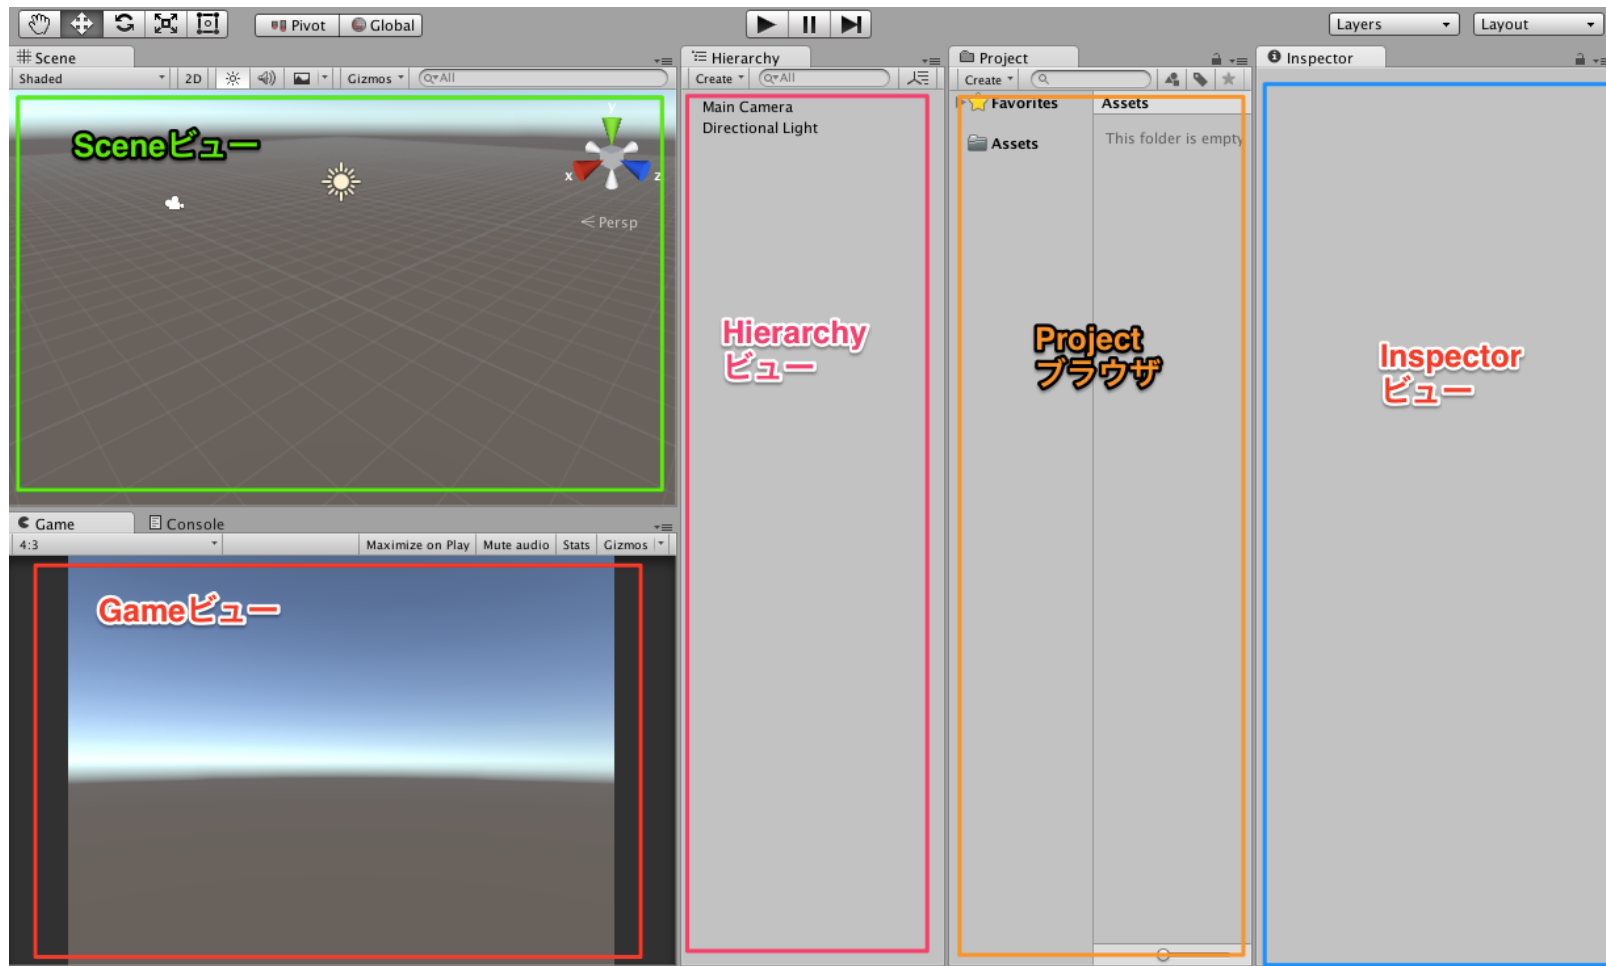 Pivot Global Layers Layout
Scene
Shaded 2D Gizmos All
Sceneビュー
y
x z
Persp
Game Console
4:3 Maximize on Play Mute audio Stats Gizmos
Gameビュー
Hierarchy
Create All
Main Camera
Directional Light
Hierarchy
ビュー
Project
Create
Favorites
Assets
Assets
This folder is empty
Project
ブラウザ
Inspector
Inspector
ビュー